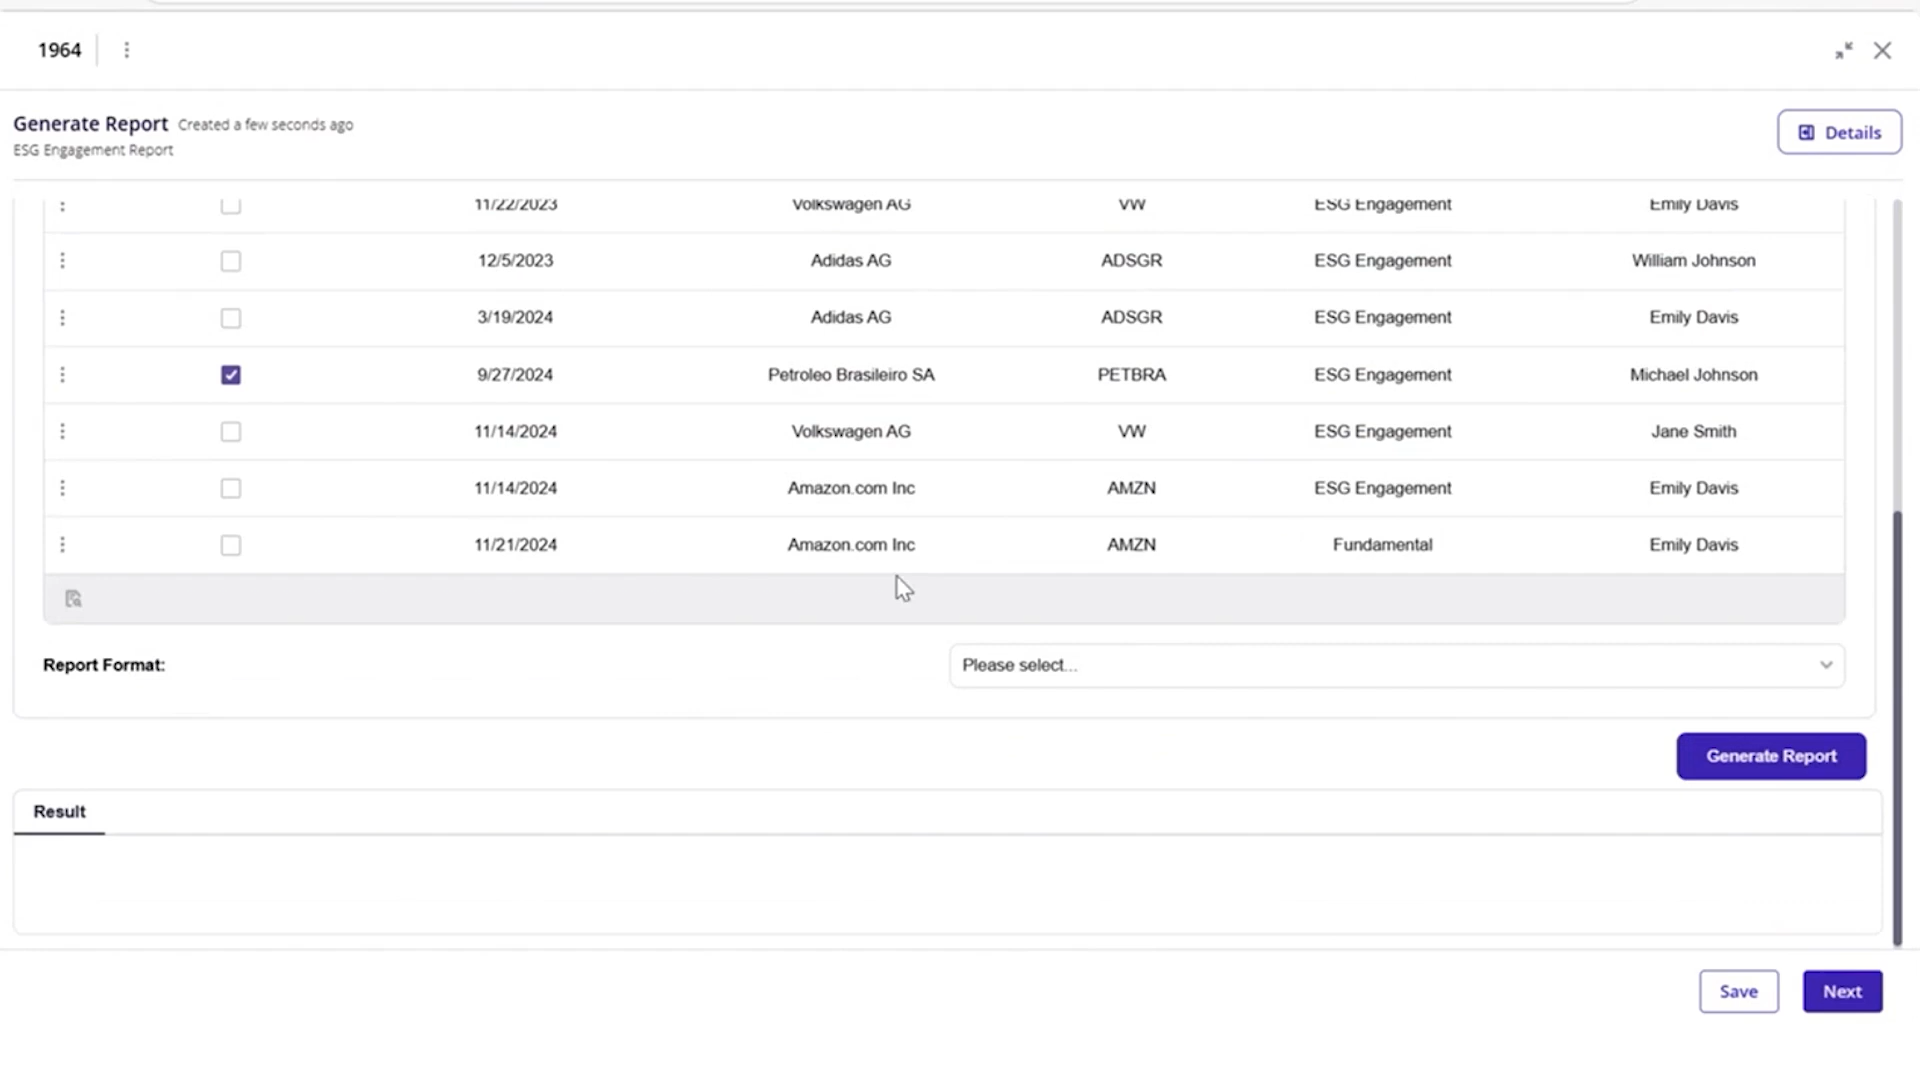 1964
Generate Report Created a few seconds ago
ESG Engagement Report
Details
11/22/2023 Volkswagen AG VW ESG Engagement Emily Davis
12/5/2023 Adidas AG ADSGR ESG Engagement William Johnson
3/19/2024 Adidas AG ADSGR ESG Engagement Emily Davis
9/27/2024 Petroleo Brasileiro SA PETBRA ESG Engagement Michael Johnson
11/14/2024 Volkswagen AG VW ESG Engagement Jane Smith
11/14/2024 Amazon.com Inc AMZN ESG Engagement Emily Davis
11/21/2024 Amazon.com Inc AMZN Fundamental Emily Davis
Report Format: Please select...
Generate Report
Result
Save Next